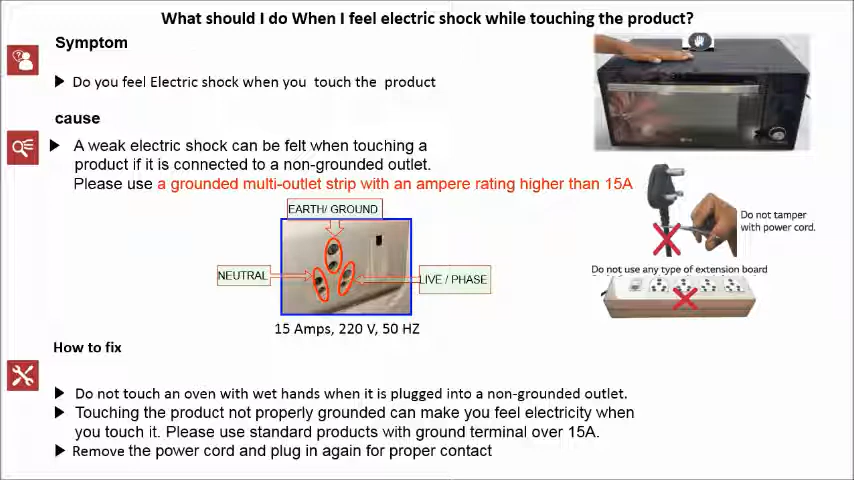 What should I do When I feel electric shock while touching the product?
Symptom
Do you feel Electric shock when you touch the product
cause
A weak electric shock can be felt when touching a
product if it is connected to a non-grounded outlet.
Please use a grounded multi-outlet strip with an ampere rating higher than 15A
EARTH/ GROUND
NEUTRAL
LIVE / PHASE
15 Amps, 220 V, 50 HZ
Do not tamper
with power cord.
Do not use any type of extension board
How to fix
Do not touch an oven with wet hands when it is plugged into a non-grounded outlet.
Touching the product not properly grounded can make you feel electricity when
you touch it. Please use standard products with ground terminal over 15A.
Remove the power cord and plug in again for proper contact